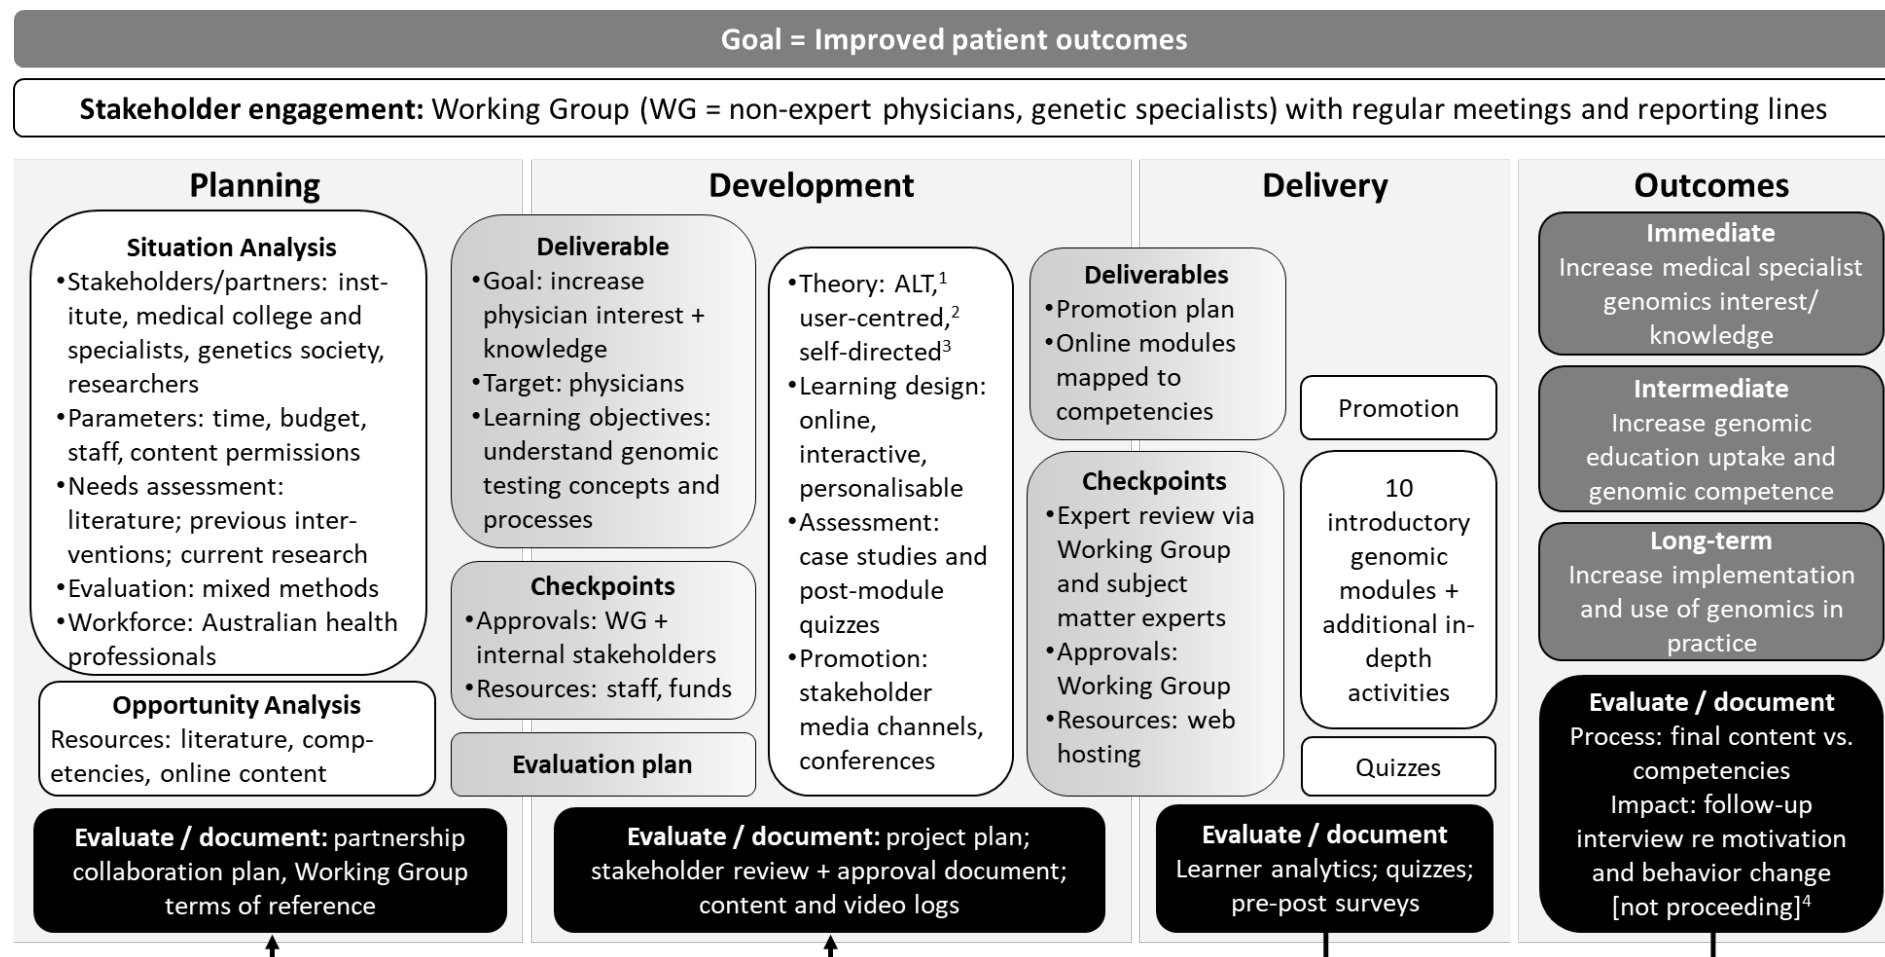 Goal = Improved patient outcomes
Stakeholder engagement: Working Group (WG = non-expert physicians, genetic specialists) with regular meetings and reporting lines
Planning
Situation Analysis
•Stakeholders/partners: inst-
itute, medical college and
specialists, genetics society,
researchers
•Parameters: time, budget,
staff, content permissions
•Needs assessment:
literature; previous inter-
ventions; current research
•Evaluation: mixed methods
•Workforce: Australian health
professionals
Opportunity Analysis
Resources: literature, comp-
etencies, online content
Evaluate / document: partnership
collaboration plan, Working Group
terms of reference
Development
Deliverable
•Goal: increase
physician interest +
knowledge
•Target: physicians
•Learning objectives:
understand genomic
testing concepts and
processes
Checkpoints
•Approvals: WG +
internal stakeholders
•Resources: staff, funds
Evaluation plan
•Theory: ALT,1
user-centred,2
self-directed3
•Learning design:
online,
interactive,
personalisable
•Assessment:
case studies and
post-module
quizzes
•Promotion:
stakeholder
media channels,
conferences
Evaluate / document: project plan;
stakeholder review + approval document;
content and video logs
Delivery
Deliverables
•Promotion plan
•Online modules
mapped to
competencies
Checkpoints
•Expert review via
Working Group
and subject
matter experts
•Approvals:
Working Group
•Resources: web
hosting
Promotion
10
introductory
genomic
modules +
additional in-
depth
activities
Quizzes
Evaluate / document
Learner analytics; quizzes;
pre-post surveys
Outcomes
Immediate
Increase medical specialist
genomics interest/
knowledge
Intermediate
Increase genomic
education uptake and
genomic competence
Long-term
Increase implementation
and use of genomics in
practice
Evaluate / document
Process: final content vs.
competencies
Impact: follow-up
interview re motivation
and behavior change
[not proceeding]4